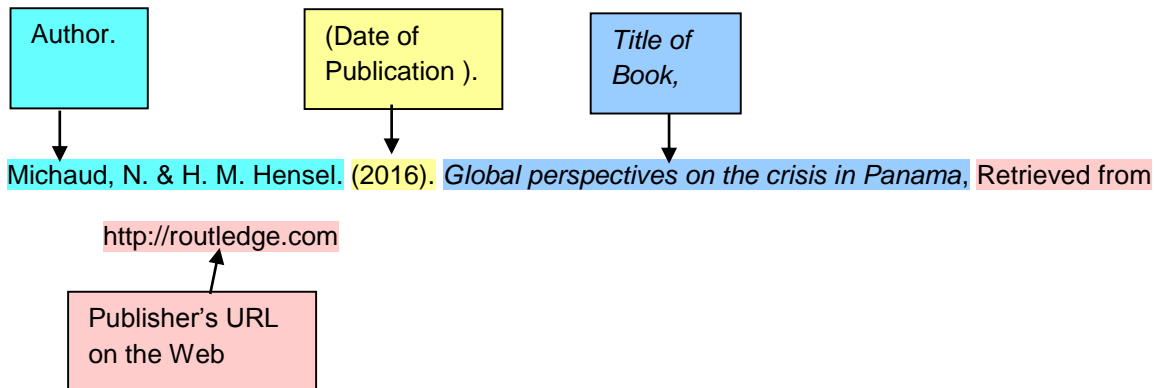 Author.
(Date of
Publication ).
Title of
Book,
Michaud, N. & H. M. Hensel. (2016). Global perspectives on the crisis in Panama, Retrieved from
http://routledge.com
Publisher’s URL
on the Web